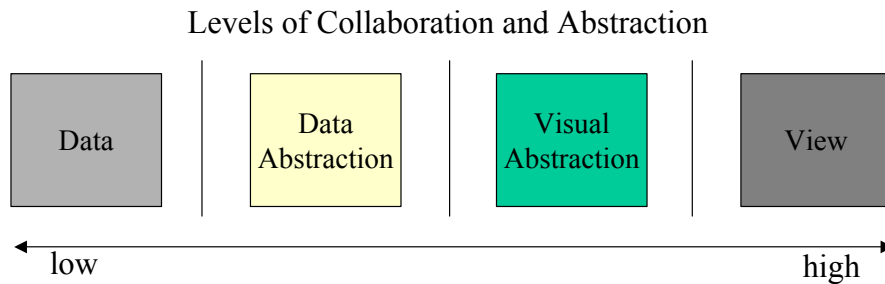 Levels of Collaboration and Abstraction
Data
Data
Abstraction
Visual
Abstraction
View
low
high